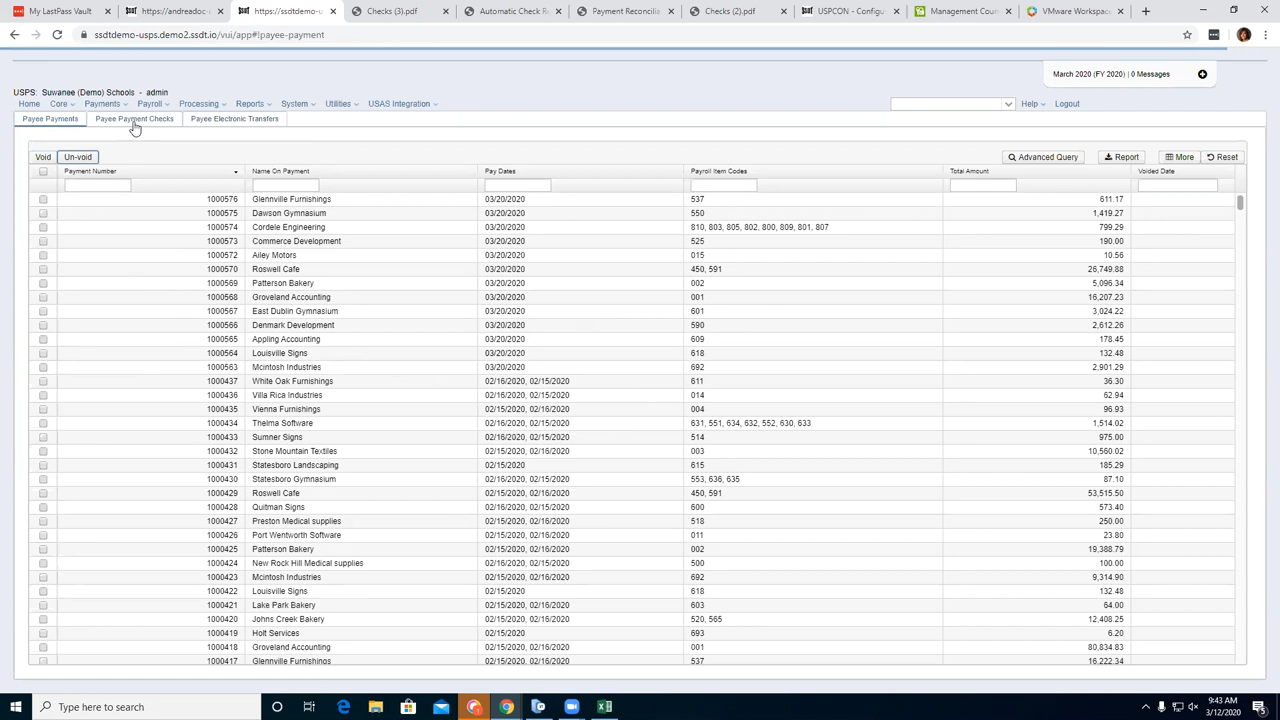 My LastPass Vault
https://andreadoc-u
https://ssdtdemo-u
Checks (3).pdf
Automatic Check R
Payment Reconcilia
Checks (2).pdf
USPCON - Configu
Management Coun
VMware Workspace
ssdtdemo-usps.demo2.ssdt.io/vui/app#!payee-payment
March 2020 (FY 2020) | 0 Messages
USPS: Suwanee (Demo) Schools - admin
Home Core Payments Payroll Processing Reports System Utilities USAS Integration Help Logout
Payee Payments Payee Payment Checks Payee Electronic Transfers
Void Un-void Advanced Query Report More Reset
Payment Number Name On Payment Pay Dates Payroll Item Codes Total Amount Voided Date
1000576 Glennville Furnishings 03/20/2020 537 611.17
1000575 Dawson Gymnasium 03/20/2020 550 1,419.27
1000574 Cordele Engineering 03/20/2020 810, 803, 805, 802, 800, 809, 801, 807 799.29
1000573 Commerce Development 03/20/2020 525 190.00
1000572 Ailey Motors 03/20/2020 015 10.56
1000570 Roswell Cafe 03/20/2020 450, 591 26,749.88
1000569 Patterson Bakery 03/20/2020 002 5,096.34
1000568 Groveland Accounting 03/20/2020 001 16,207.23
1000567 East Dublin Gymnasium 03/20/2020 601 3,024.22
1000566 Denmark Development 03/20/2020 590 2,612.26
1000565 Appling Accounting 03/20/2020 609 178.45
1000564 Louisville Signs 03/20/2020 618 132.48
1000563 Mcintosh Industries 03/20/2020 692 2,901.29
1000437 White Oak Furnishings 02/16/2020, 02/15/2020 611 36.30
1000436 Villa Rica Industries 02/16/2020, 02/15/2020 014 62.94
1000435 Vienna Furnishings 02/15/2020, 02/16/2020 004 96.93
1000434 Thelma Software 02/16/2020, 02/15/2020 631, 551, 634, 632, 552, 630, 633 1,514.02
1000433 Sumner Signs 02/16/2020, 02/15/2020 514 975.00
1000432 Stone Mountain Textiles 02/16/2020, 02/15/2020 003 10,560.02
1000431 Statesboro Landscaping 02/15/2020 615 185.29
1000430 Statesboro Gymnasium 02/16/2020, 02/15/2020 553, 636, 635 87.10
1000429 Roswell Cafe 02/15/2020, 02/16/2020 450, 591 53,515.50
1000428 Quitman Signs 02/16/2020, 02/15/2020 600 573.40
1000427 Preston Medical supplies 02/15/2020, 02/16/2020 518 250.00
1000426 Port Wentworth Software 02/15/2020, 02/16/2020 011 23.80
1000425 Patterson Bakery 02/15/2020, 02/16/2020 002 19,388.79
1000424 New Rock Hill Medical supplies 02/16/2020, 02/15/2020 500 100.00
1000423 Mcintosh Industries 02/15/2020, 02/16/2020 692 9,314.90
1000422 Louisville Signs 02/15/2020 618 132.48
1000421 Lake Park Bakery 02/15/2020, 02/16/2020 603 64.00
1000420 Johns Creek Bakery 02/15/2020, 02/16/2020 520, 565 12,408.25
1000419 Holt Services 02/15/2020 693 6.20
1000418 Groveland Accounting 02/15/2020, 02/16/2020 001 80,834.83
1000417 Glennville Furnishings 02/15/2020, 02/16/2020 537 16,222.34
Type here to search
9:43 AM
3/12/2020
5